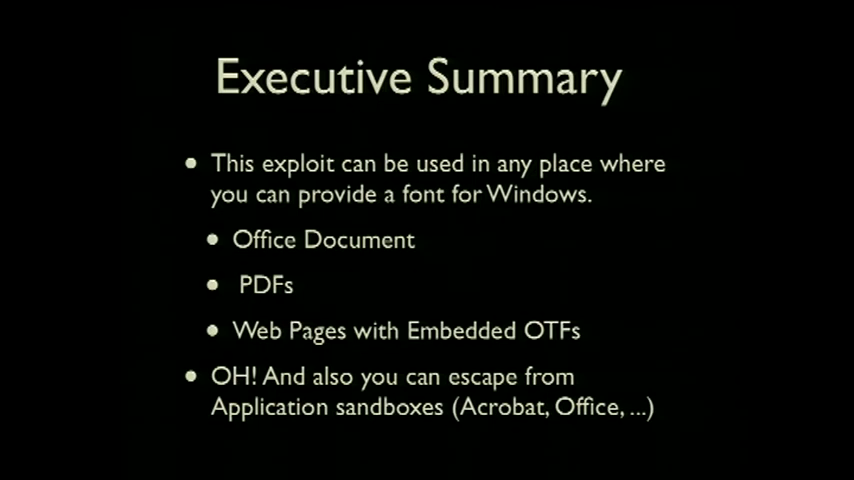 Executive Summary
• This exploit can be used in any place where
you can provide a font for Windows.
• Office Document
• PDFs
• Web Pages with Embedded OTFs
• OH! And also you can escape from
Application sandboxes (Acrobat, Office, ...)